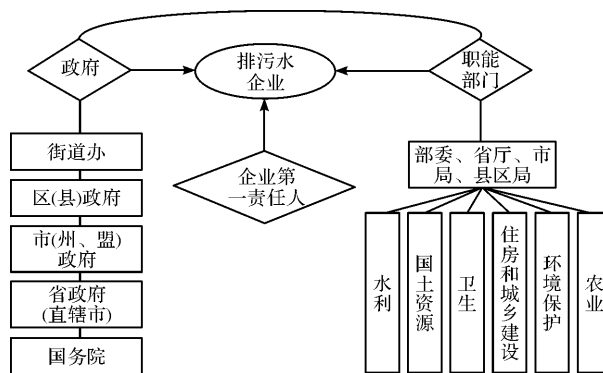 政府
排污水
企业
职能
部门
街道办
区(县)政府
市(州、盟)
政府
省政府
(直辖市)
国务院
企业第
一责任人
部委、省厅、市
局、县区局
水利
国土资源
卫生
住房和城乡建设
环境保护
农业